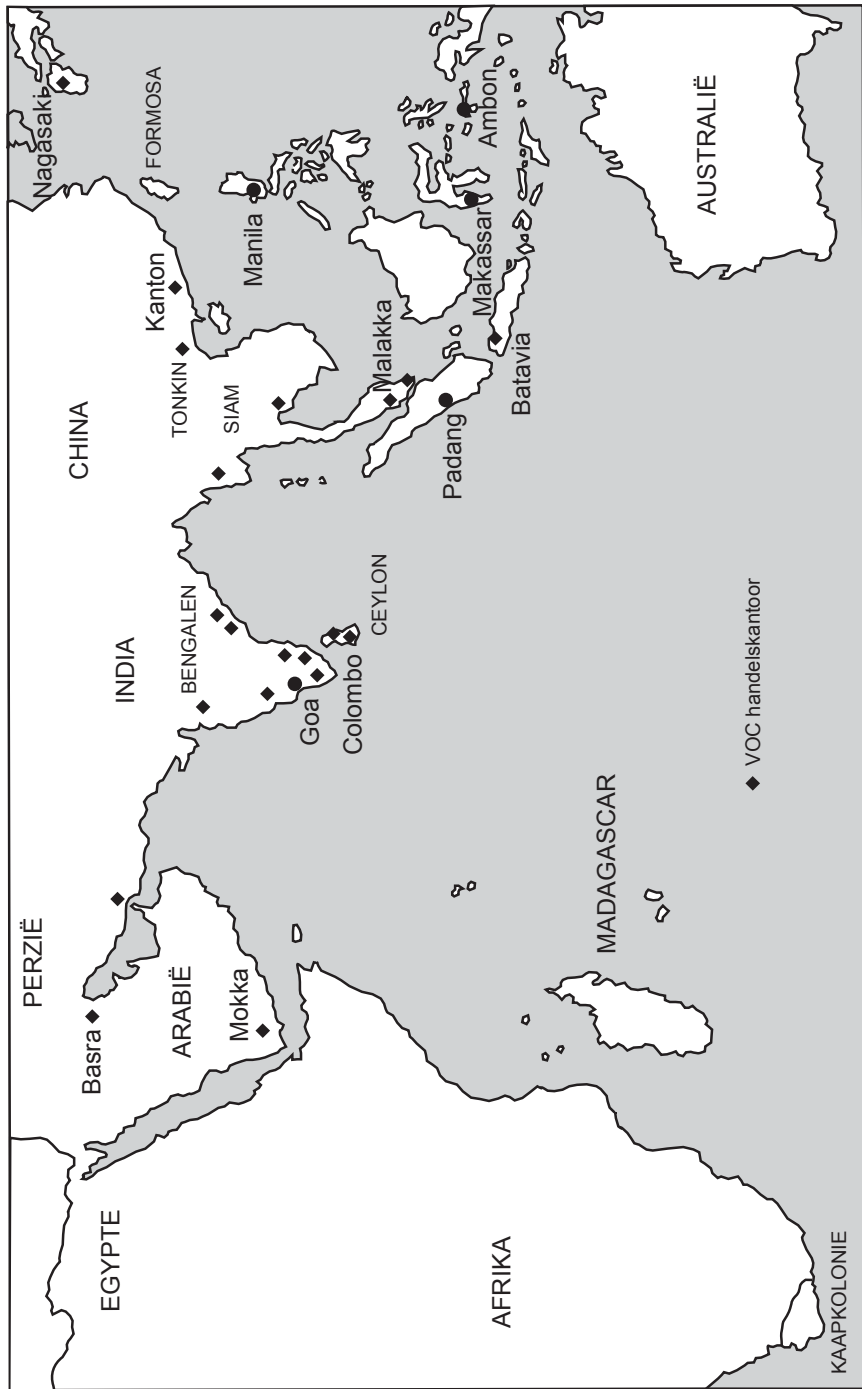 PERZIË
CHINA
INDIA
EGYPTE
Basra
ARABIË
Mokka
BENGALEN
Goa
Colombo
CEYLON
TONKIN
SIAM
Kanton
Nagasaki
FORMOSA
Manila
Malakka
Padang
Batavia
Makassar
Ambon
AFRIKA
MADAGASCAR
AUSTRALIË
KAAPKOLONIE
VOC handelskantoor